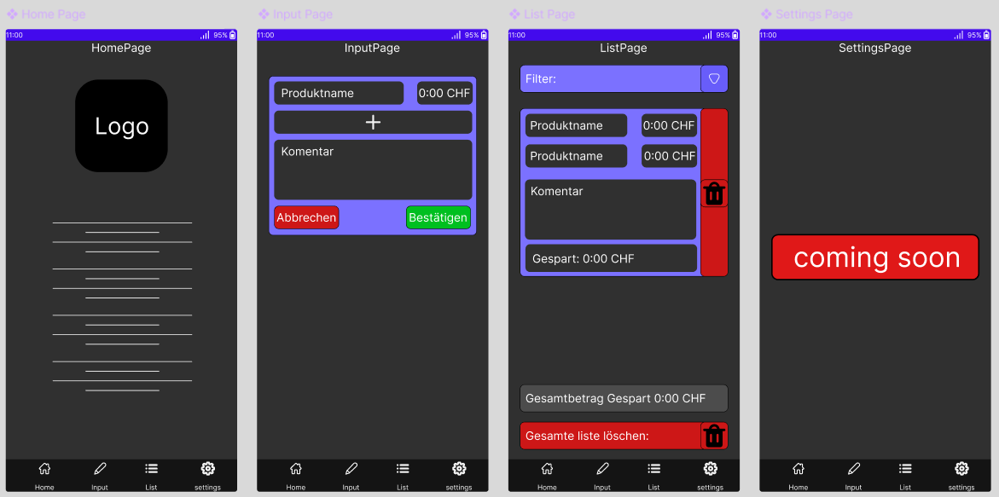 Home Page
11:00 95%
HomePage
Logo
Home Input List settings
Input Page
11:00 95%
InputPage
Produktname 0:00 CHF
Komentar
Abbrechen Bestätigen
Home Input List settings
List Page
11:00 95%
ListPage
Filter:
Produktname 0:00 CHF
Produktname 0:00 CHF
Komentar
Gespart: 0:00 CHF
Gesamtbetrag Gespart 0:00 CHF
Gesamte liste löschen:
Home Input List settings
Settings Page
11:00 95%
SettingsPage
coming soon
Home Input List settings